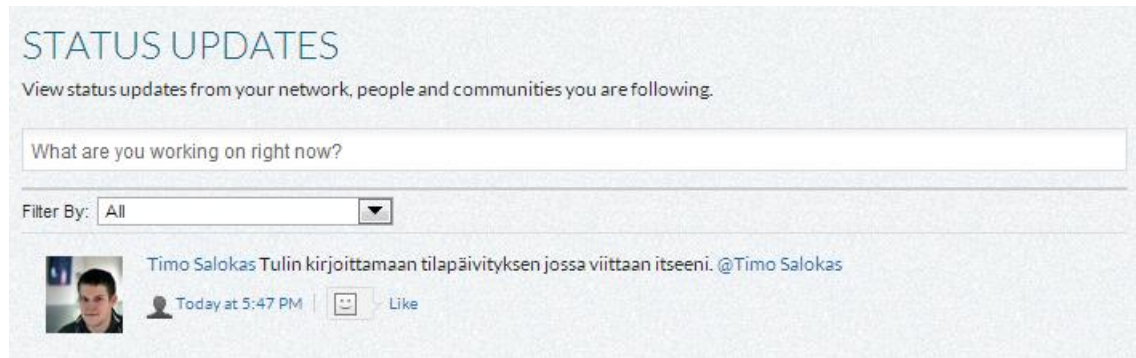 STATUS UPDATES
View status updates from your network, people and communities you are following.
What are you working on right now?
Filter By: All
Timo Salokas Tulin kirjoittamaan tilapäivityksen jossa viittaan itseeni. @Timo Salokas
Today at 5:47 PM Like